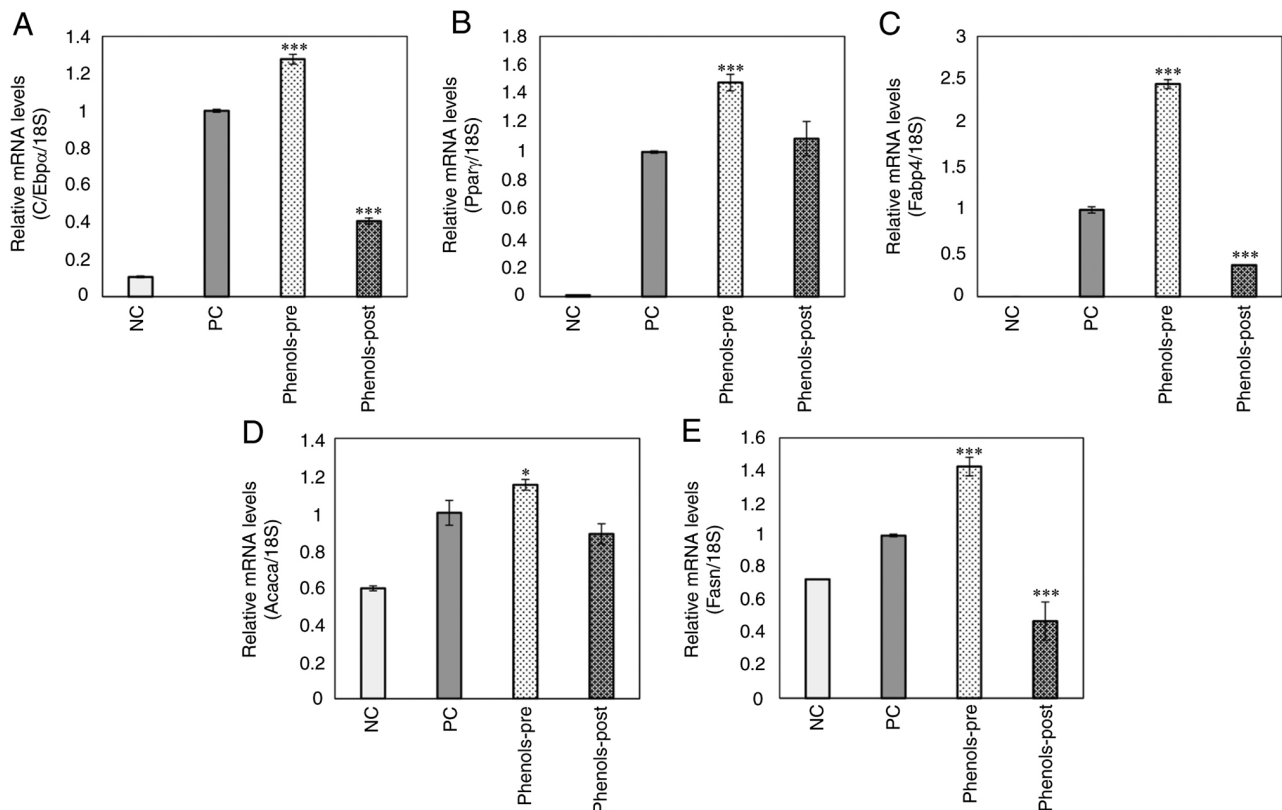 A
Relative mRNA levels
(C/Ebpα/18S)
1.4
1.2
1
0.8
0.6
0.4
0.2
0
***
***
NC
PC
Phenols-pre
Phenols-post
B
Relative mRNA levels
(Pparγ/18S)
1.8
1.6
1.4
1.2
1
0.8
0.6
0.4
0.2
0
***
NC
PC
Phenols-pre
Phenols-post
C
Relative mRNA levels
(Fabp4/18S)
3
2.5
2
1
0.5
0
***
***
NC
PC
Phenols-pre
Phenols-post
D
Relative mRNA levels
(Acaca/18S)
1.4
1.2
1
0.8
0.6
0.4
0.2
0
*
NC
PC
Phenols-pre
Phenols-post
E
Relative mRNA levels
(Fasn/18S)
1.6
1.4
1.2
1
0.8
0.6
0.4
0.2
0
***
***
NC
PC
Phenols-pre
Phenols-post